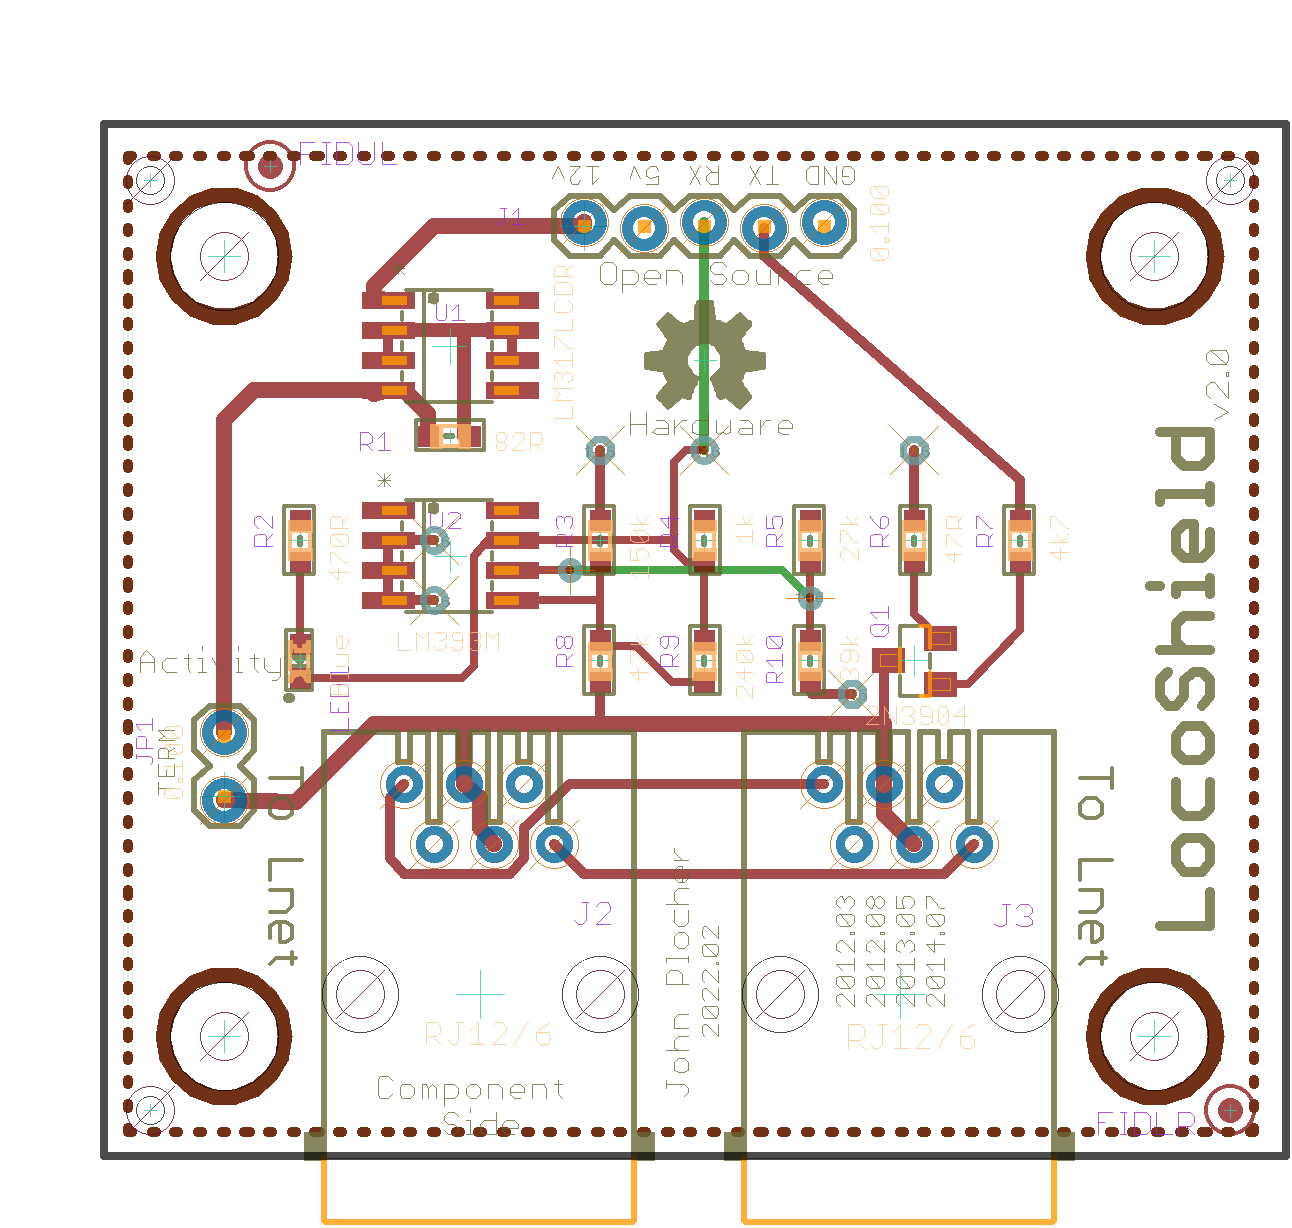 FIDUL
12v 5v RX TX GND
J1
0.100
Open Source
Hardware
U1
LM317LCDR
R1
82R
v2.0
U2
LM393M
R2
470R
R3
150k
R4
1k
R5
27k
R6
47R
R7
4k7
LED1
Blue
Activity
R8
47k
R9
240k
R10
39k
Q1
2N3904
JP1
TERM
0.100
To Lnet
J2
RJ12/6
Component
Side
John Plocher
2022.02
2012.03
2012.08
2013.05
2014.07
J3
RJ12/6
To Lnet
LocoShield
FIDLR